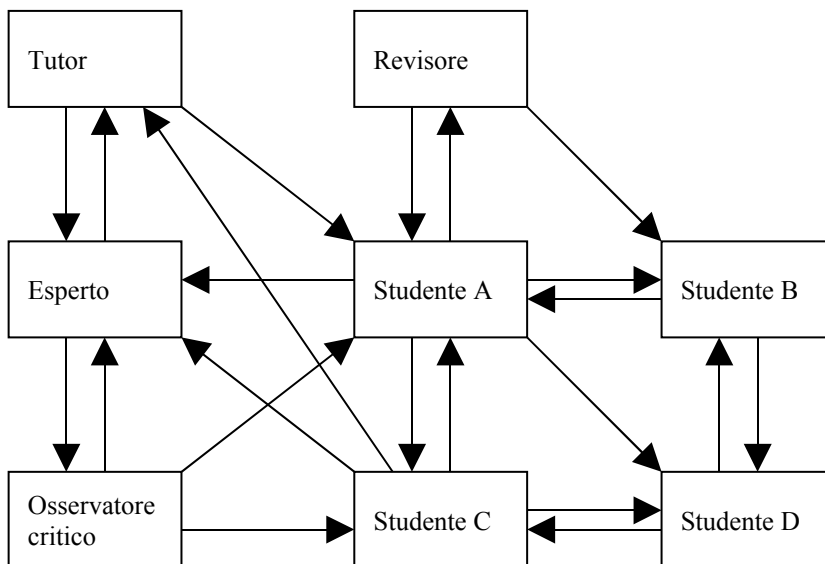 Tutor
Revisore
Esperto
Studente A
Studente B
Osservatore
critico
Studente C
Studente D